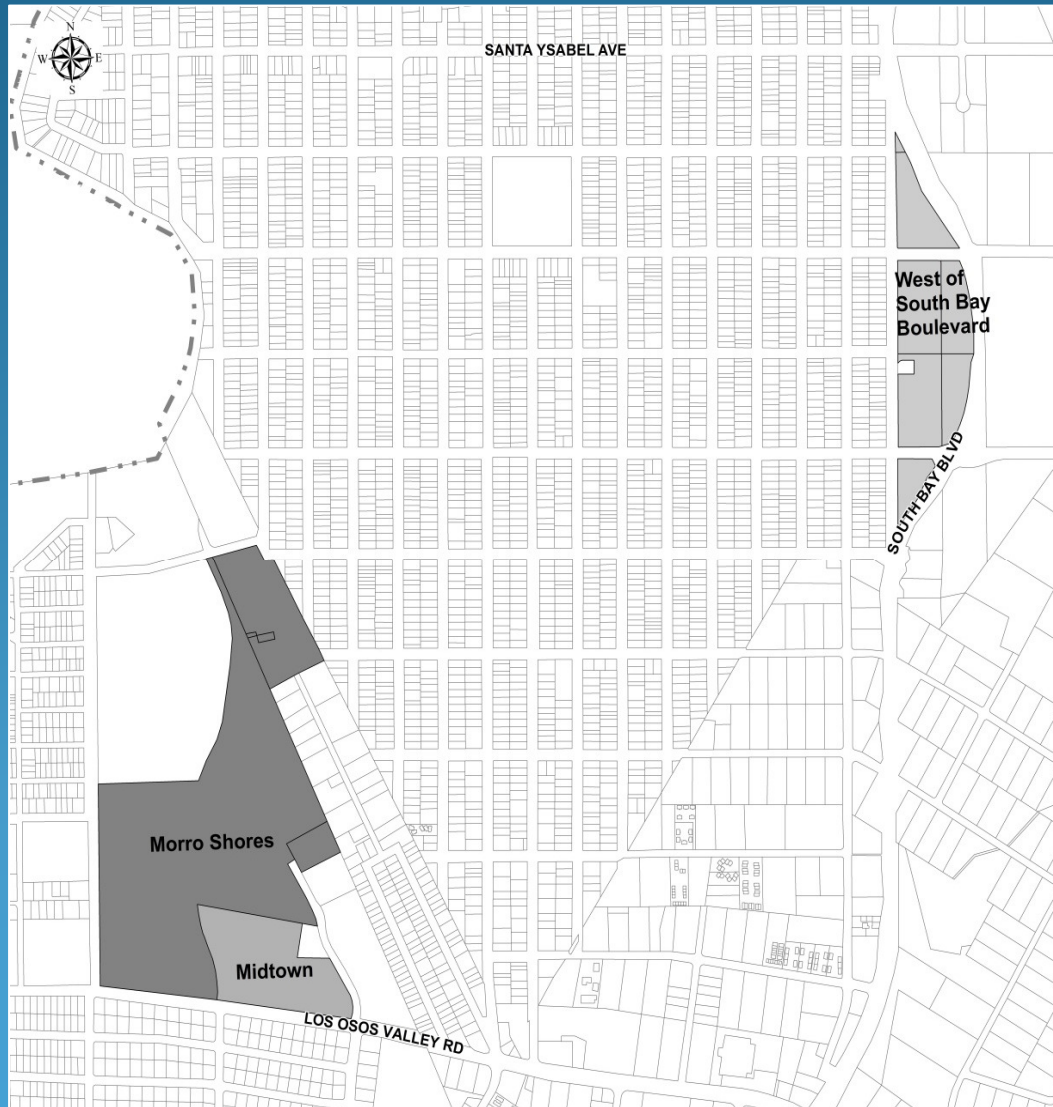 N
W E
S
SANTA YSABEL AVE
West of
South Bay
Boulevard
SOUTH BAY BLVD
Morro Shores
Midtown
LOS OSOS VALLEY RD